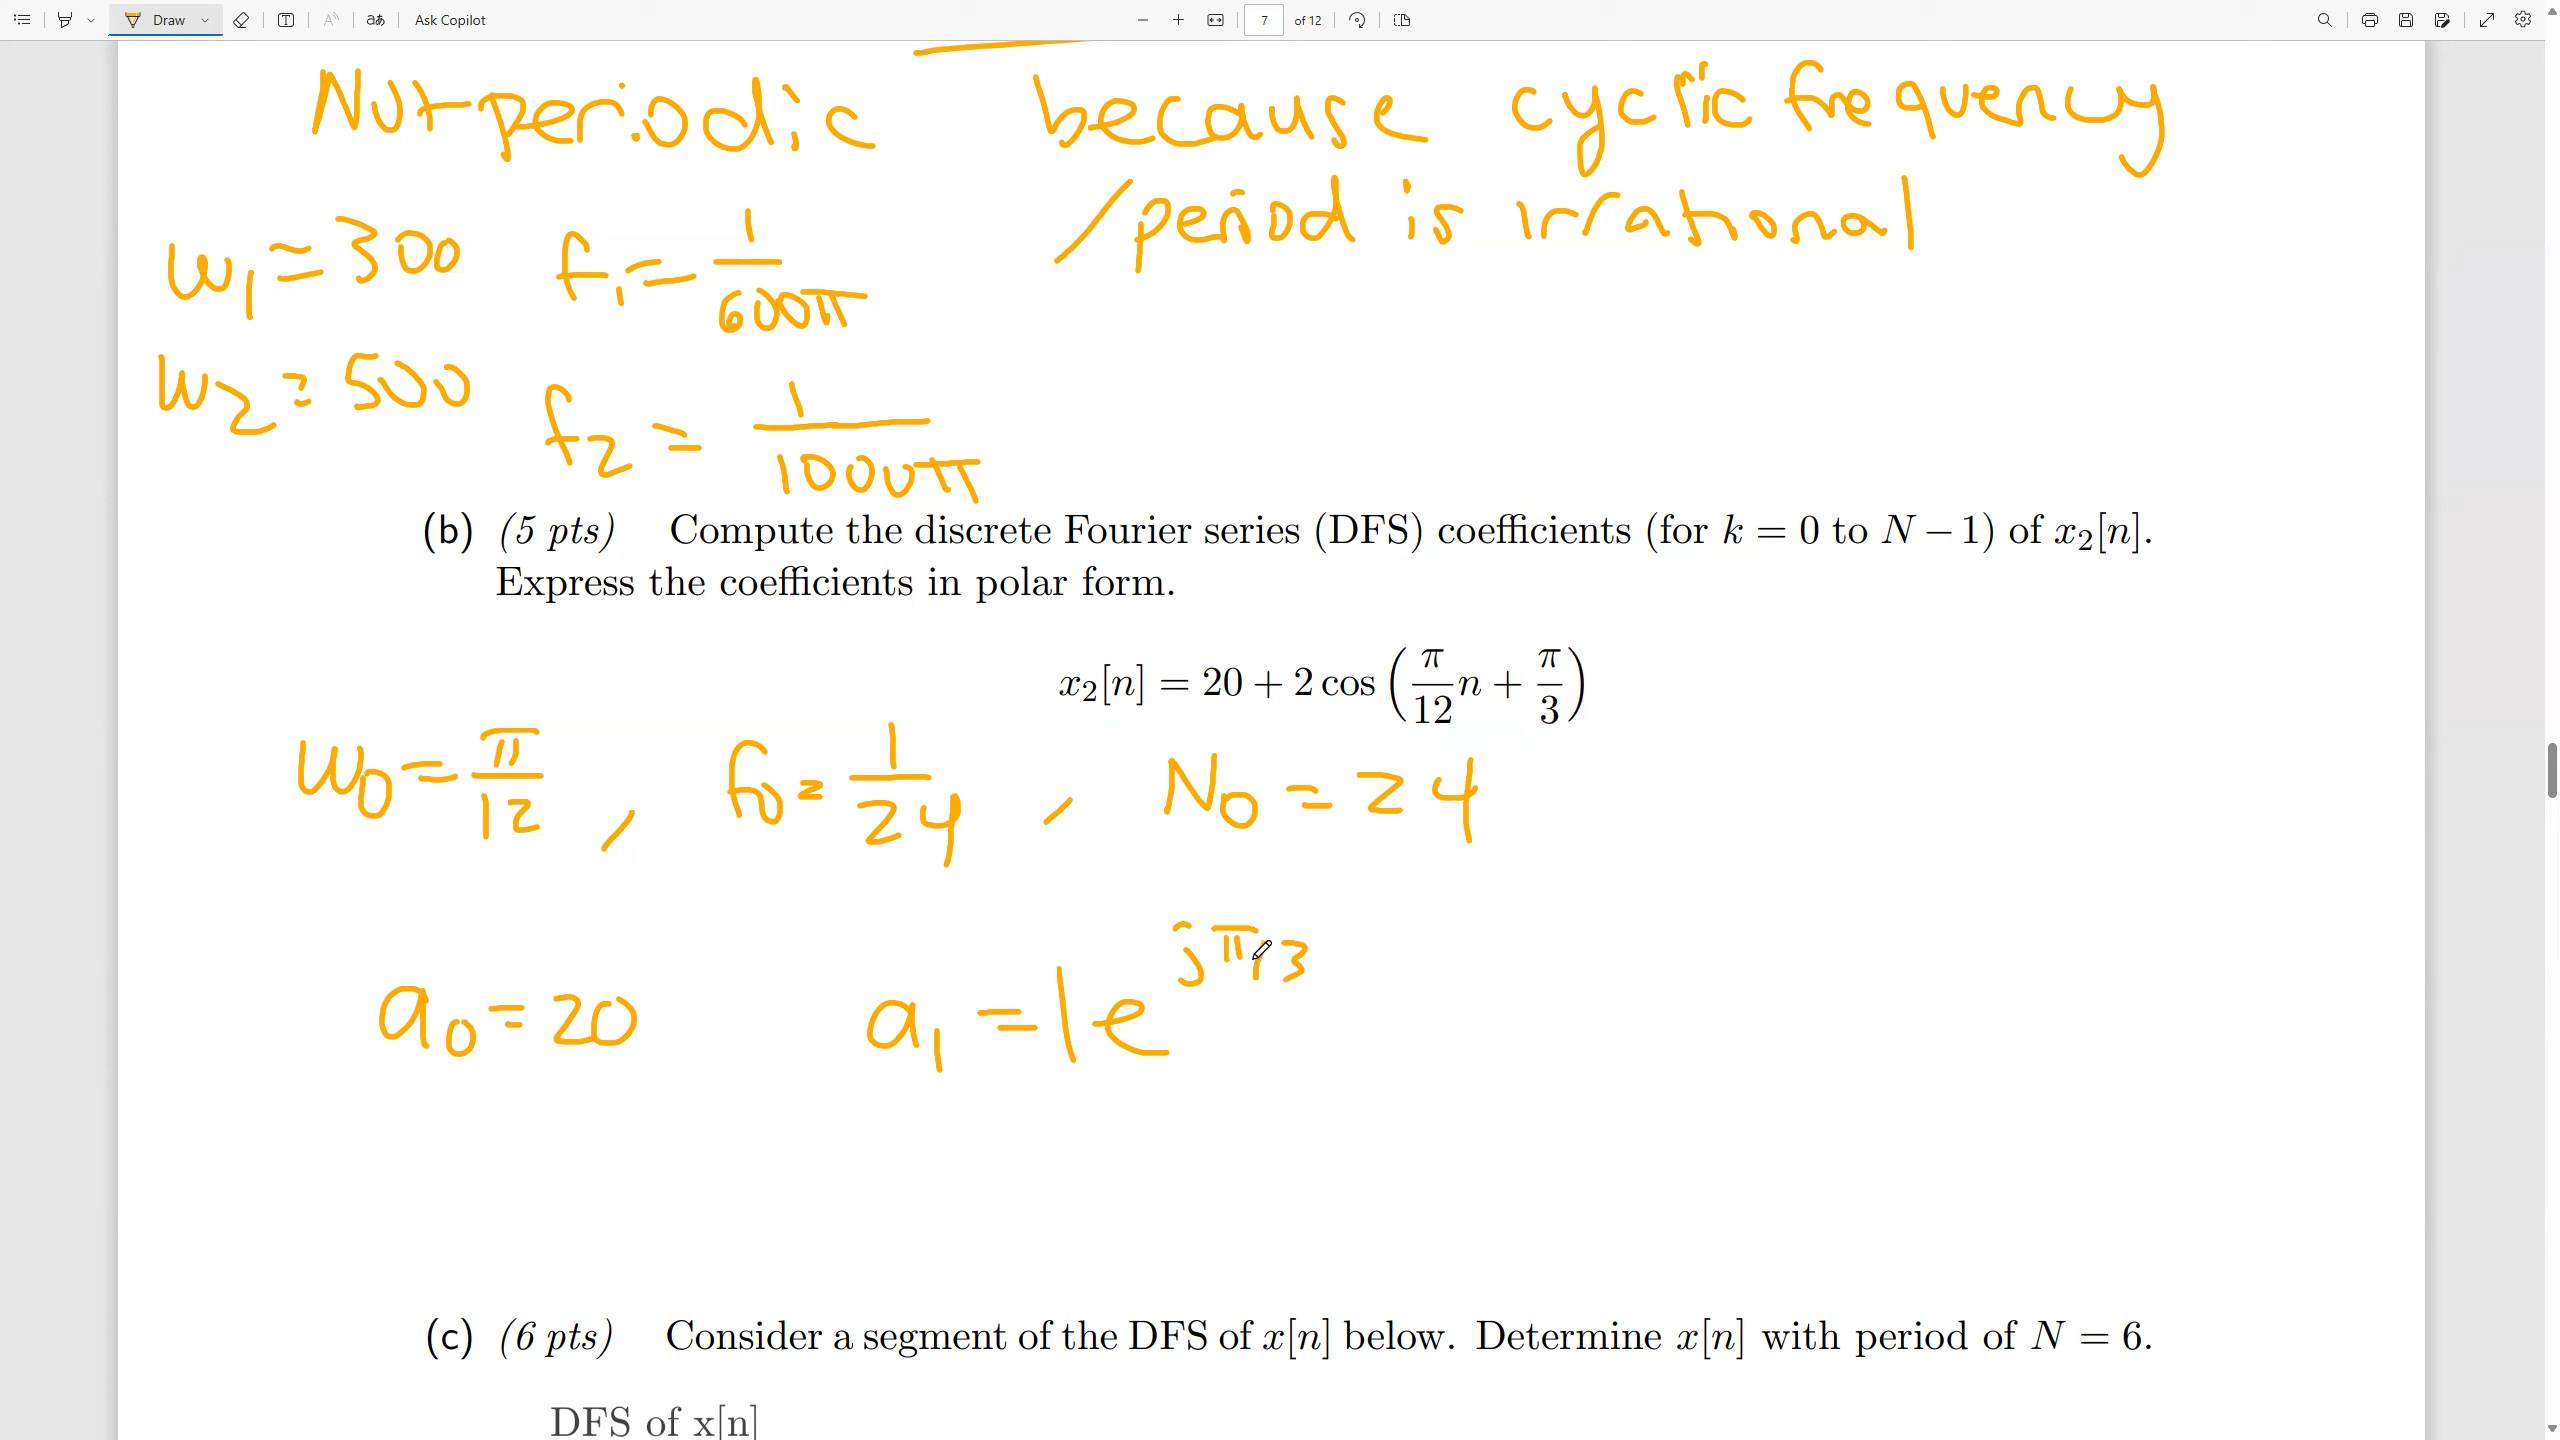 Draw Ask Copilot 7 of 12
Not periodic because cyclic frequency
/period is irrational
w₁ = 300 f₁ = 1/600π
w₂ = 500 f₂ = 1/1000π
(b) (5 pts) Compute the discrete Fourier series (DFS) coefficients (for k = 0 to N − 1) of x₂[n].
Express the coefficients in polar form.
x₂[n] = 20 + 2 cos (π/12 n + π/3)
w₀ = π/12 , f₀ = 1/24 , N₀ = 24
a₀ = 20 a₁ = 1e^jπ/3
(c) (6 pts) Consider a segment of the DFS of x[n] below. Determine x[n] with period of N = 6.
DFS of x[n]